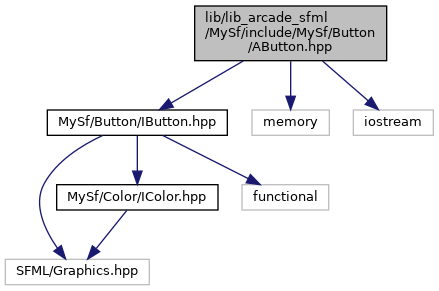 lib/lib_arcade_sfml
/MySf/include/MySf/Button
/AButton.hpp
MySf/Button/IButton.hpp
memory
iostream
MySf/Color/IColor.hpp
functional
SFML/Graphics.hpp